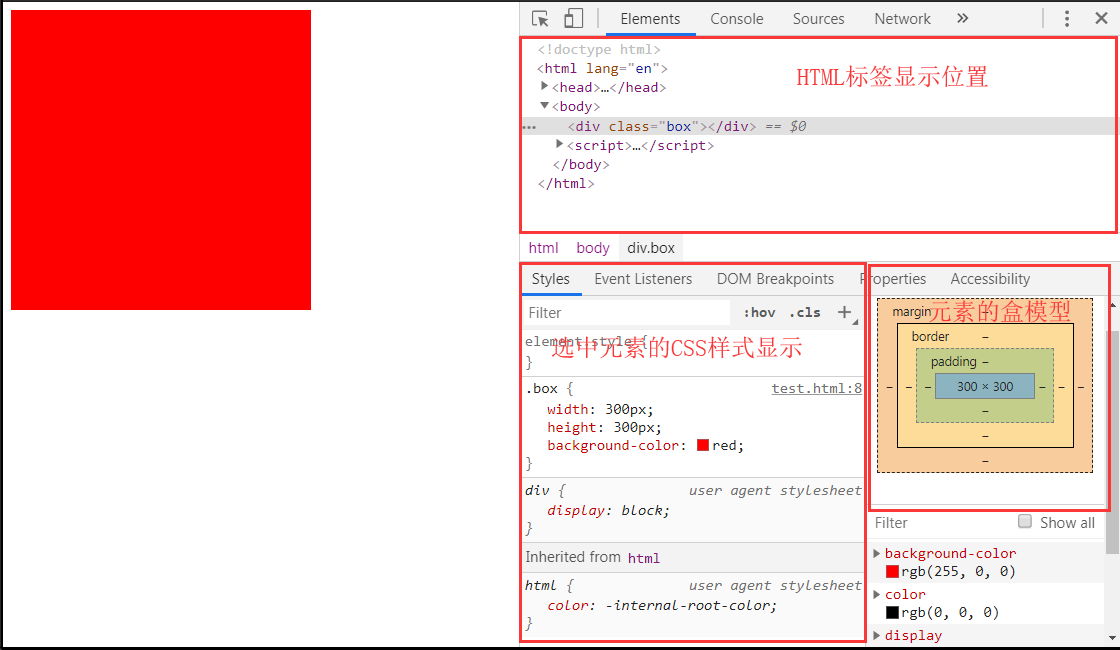 Elements Console Sources Network »
<!doctype html>
<html lang="en">
HTML标签显示位置
<head>…</head>
<body>
<div class="box"></div> == $0
<script>…</script>
</body>
</html>
html body div.box
Styles Event Listeners DOM Breakpoints Properties Accessibility
Filter :hov .cls +
element.style {
选中元素的CSS样式显示
}
.box { test.html:8
width: 300px;
height: 300px;
background-color: red;
}
div { user agent stylesheet
display: block;
}
Inherited from html
html { user agent stylesheet
color: -internal-root-color;
}
margin –
元素的盒模型
border –
padding –
– – – 300 × 300 – – –
–
–
–
Filter Show all
background-color
rgb(255, 0, 0)
color
rgb(0, 0, 0)
display